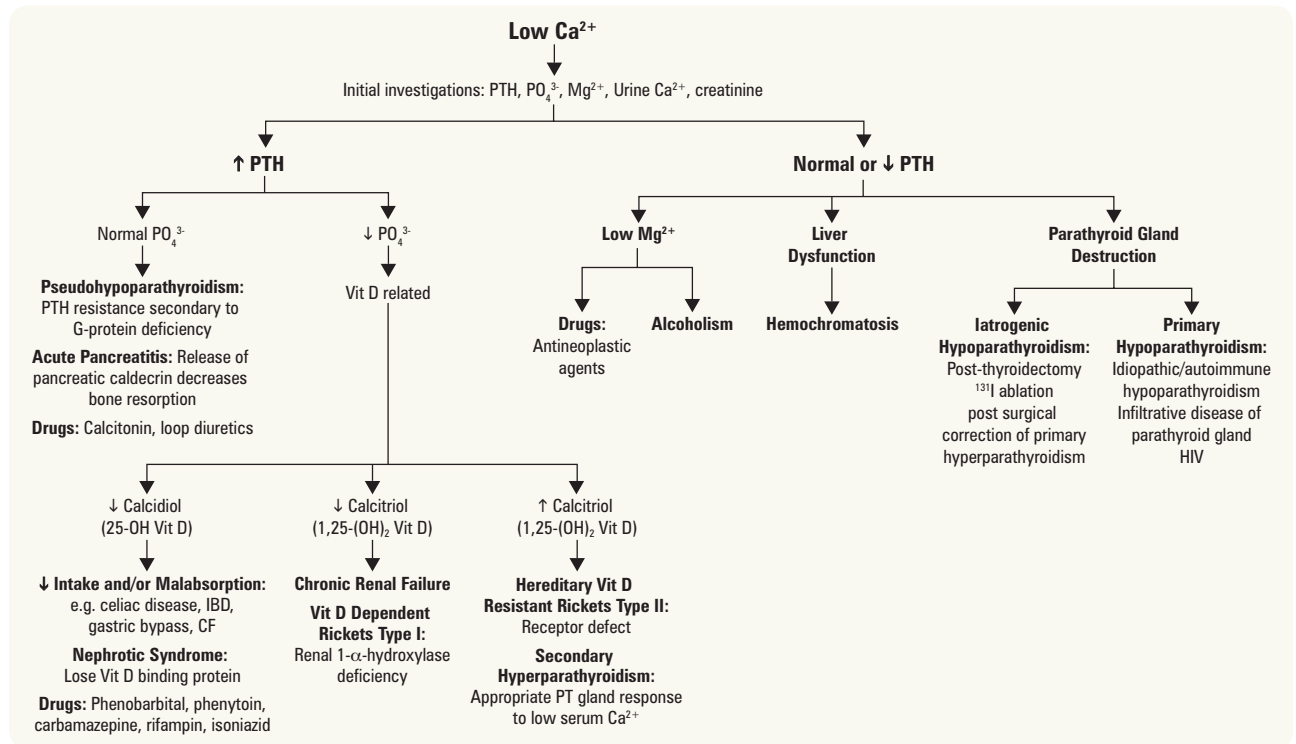 Low Ca²⁺
Initial investigations: PTH, PO₄³⁻, Mg²⁺, Urine Ca²⁺, creatinine
↑ PTH
Normal or ↓ PTH
Normal PO₄³⁻
↓ PO₄³⁻
Low Mg²⁺
Liver
Dysfunction
Parathyroid Gland
Destruction
Pseudohypoparathyroidism:
PTH resistance secondary to
G-protein deficiency
Acute Pancreatitis: Release of
pancreatic caldecrin decreases
bone resorption
Drugs: Calcitonin, loop diuretics
Vit D related
Drugs:
Antineoplastic
agents
Alcoholism
Hemochromatosis
Iatrogenic
Hypoparathyroidism:
Post-thyroidectomy
¹³¹I ablation
post surgical
correction of primary
hyperparathyroidism
Primary
Hypoparathyroidism:
Idiopathic/autoimmune
hypoparathyroidism
Infiltrative disease of
parathyroid gland
HIV
↓ Calcidiol
(25-OH Vit D)
↓ Calcitriol
(1,25-(OH)₂ Vit D)
↑ Calcitriol
(1,25-(OH)₂ Vit D)
↓ Intake and/or Malabsorption:
e.g. celiac disease, IBD,
gastric bypass, CF
Nephrotic Syndrome:
Lose Vit D binding protein
Drugs: Phenobarbital, phenytoin,
carbamazepine, rifampin, isoniazid
Chronic Renal Failure
Vit D Dependent
Rickets Type I:
Renal 1-α-hydroxylase
deficiency
Hereditary Vit D
Resistant Rickets Type II:
Receptor defect
Secondary
Hyperparathyroidism:
Appropriate PT gland response
to low serum Ca²⁺